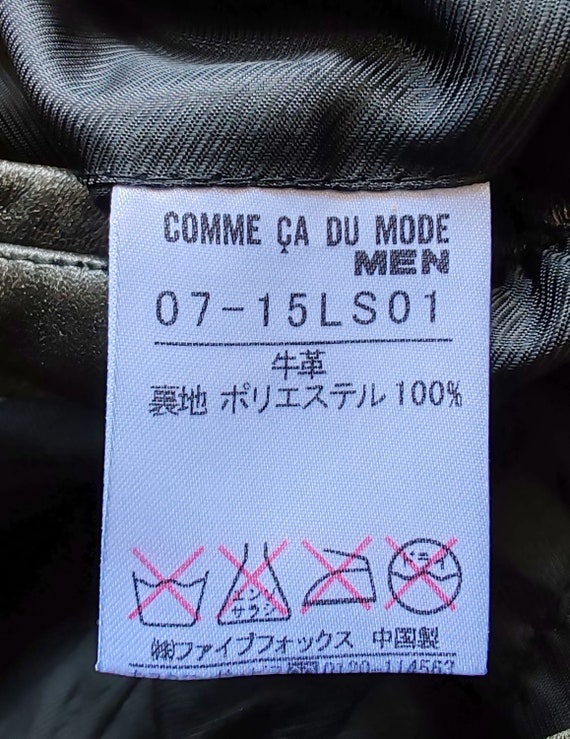 COMME ÇA DU MODE
MEN
07-15LS01
牛革
裏地 ポリエステル 100%
エンソ
サラシ
ドライ
㈱ファイブフォックス 中国製
0120-114563